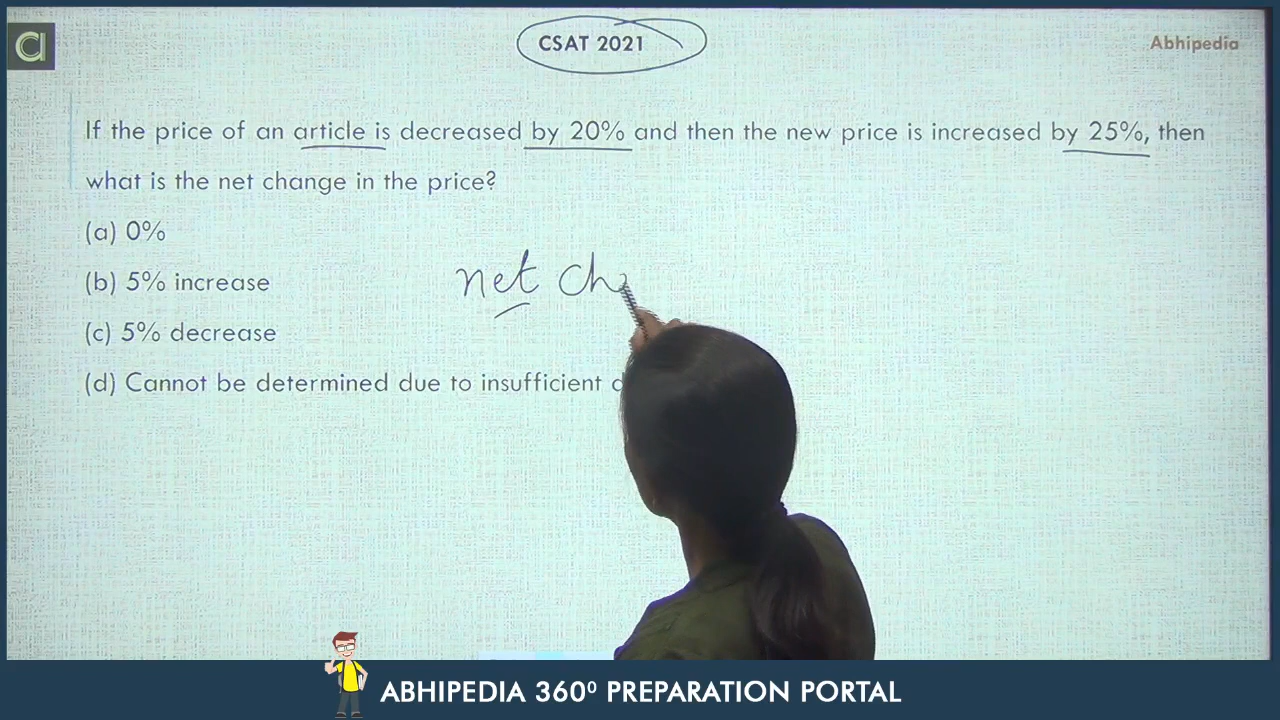 CSAT 2021
Abhipedia
If the price of an article is decreased by 20% and then the new price is increased by 25%, then
what is the net change in the price?
(a) 0%
(b) 5% increase
net Cha
(c) 5% decrease
(d) Cannot be determined due to insufficient
ABHIPEDIA 360⁰ PREPARATION PORTAL